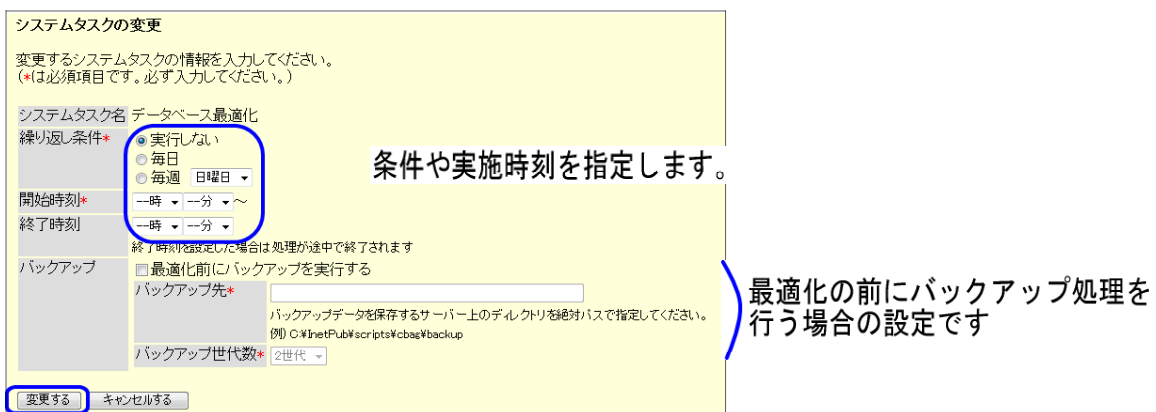 システムタスクの変更
変更するシステムタスクの情報を入力してください。
(*は必須項目です。必ず入力してください。)
システムタスク名 データベース最適化
繰り返し条件* 実行しない
毎日
毎週 日曜日
条件や実施時刻を指定します。
開始時刻* --時 --分 ～
終了時刻 --時 --分
終了時刻を設定した場合は処理が途中で終了されます
バックアップ 最適化前にバックアップを実行する
バックアップ先*
バックアップデータを保存するサーバー上のディレクトリを絶対パスで指定してください。
例) C:¥InetPub¥scripts¥cbag¥backup
バックアップ世代数* 2世代
最適化の前にバックアップ処理を
行う場合の設定です
変更する キャンセルする